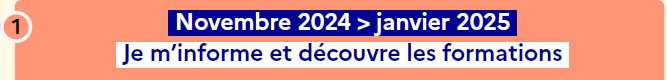 1
Novembre 2024 > janvier 2025
Je m’informe et découvre les formations